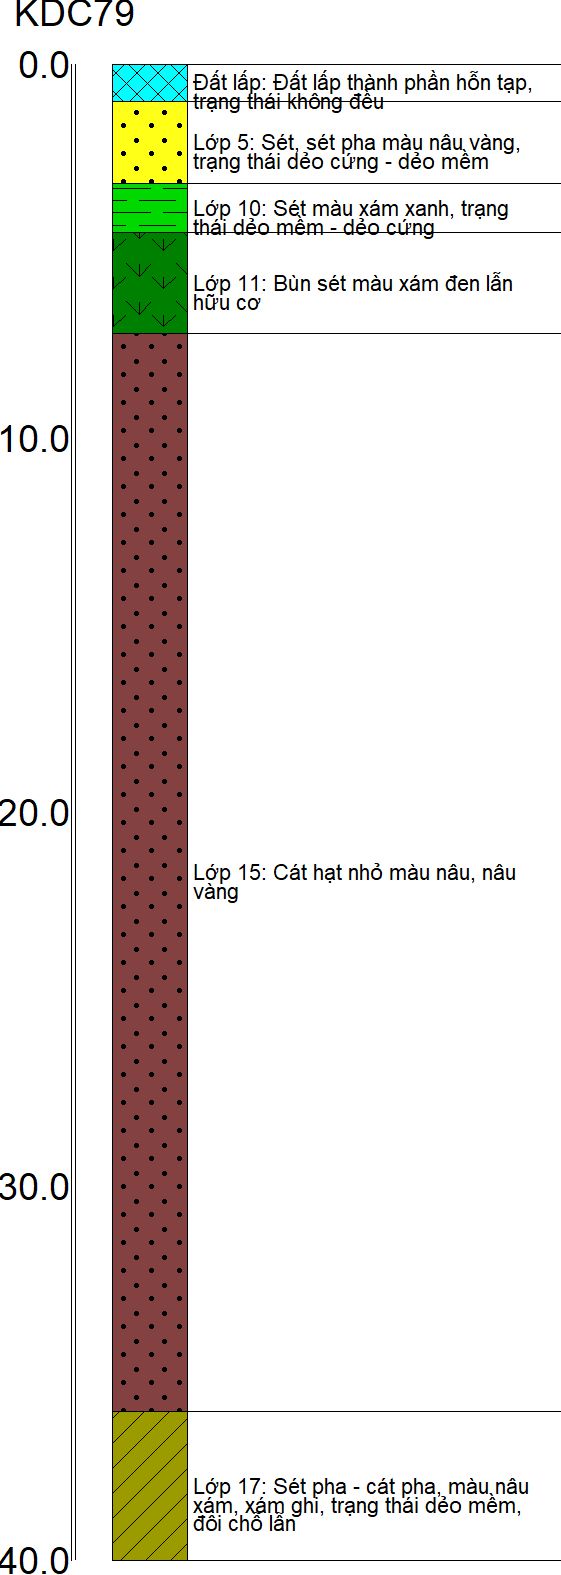 KDC79
0.0
Đất lấp: Đất lấp thành phần hỗn tạp,
trạng thái không đều
Lớp 5: Sét, sét pha màu nâu vàng,
trạng thái dẻo cứng - dẻo mềm
Lớp 10: Sét màu xám xanh, trạng
thái dẻo mềm - dẻo cứng
Lớp 11: Bùn sét màu xám đen lẫn
hữu cơ
10.0
20.0
Lớp 15: Cát hạt nhỏ màu nâu, nâu
vàng
30.0
Lớp 17: Sét pha - cát pha, màu nâu
xám, xám ghi, trạng thái dẻo mềm,
đôi chỗ lẫn
40.0